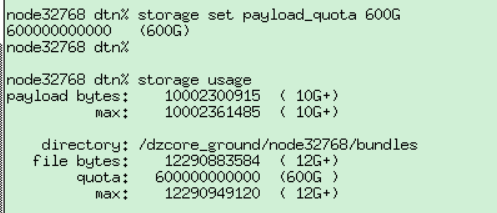 node32768 dtn% storage set payload_quota 600G
600000000000   (600G)
node32768 dtn%
node32768 dtn% storage usage
payload bytes:    10002300915  ( 10G+)
max:    10002361485  ( 10G+)
directory: /dzcore_ground/node32768/bundles
file bytes:    12290883584  ( 12G+)
quota:   600000000000  (600G )
max:    12290949120  ( 12G+)